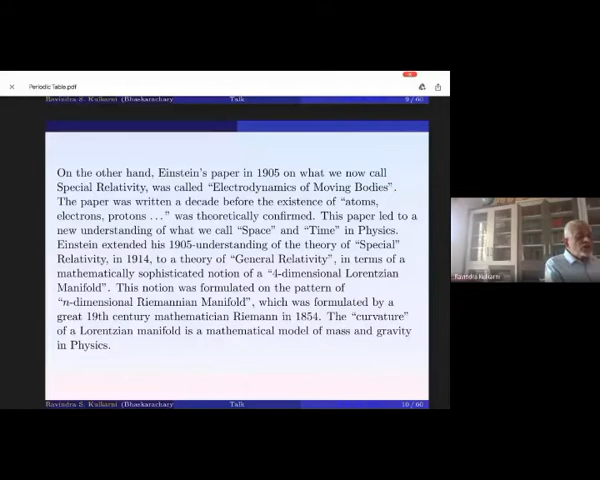 Periodic Table.pdf
Ravindra S. Kulkarni (Bhaskarachary
Talk
9 / 60
On the other hand, Einstein's paper in 1905 on what we now call
Special Relativity, was called "Electrodynamics of Moving Bodies".
The paper was written a decade before the existence of "atoms,
electrons, protons ..." was theoretically confirmed. This paper led to a
new understanding of what we call "Space" and "Time" in Physics.
Einstein extended his 1905-understanding of the theory of "Special"
Relativity, in 1914, to a theory of "General Relativity", in terms of a
mathematically sophisticated notion of a "4-dimensional Lorentzian
Manifold". This notion was formulated on the pattern of
"n-dimensional Riemannian Manifold", which was formulated by a
great 19th century mathematician Riemann in 1854. The "curvature"
of a Lorentzian manifold is a mathematical model of mass and gravity
in Physics.
Ravindra S. Kulkarni (Bhaskarachary
Talk
10 / 60
Ravindra Kulkarni